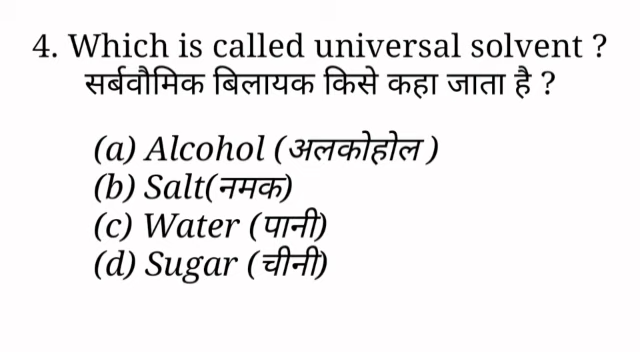 4. Which is called universal solvent ?
सर्बवौमिक बिलायक किसे कहा जाता है ?
(a) Alcohol (अलकोहोल )
(b) Salt(नमक)
(c) Water (पानी)
(d) Sugar (चीनी)